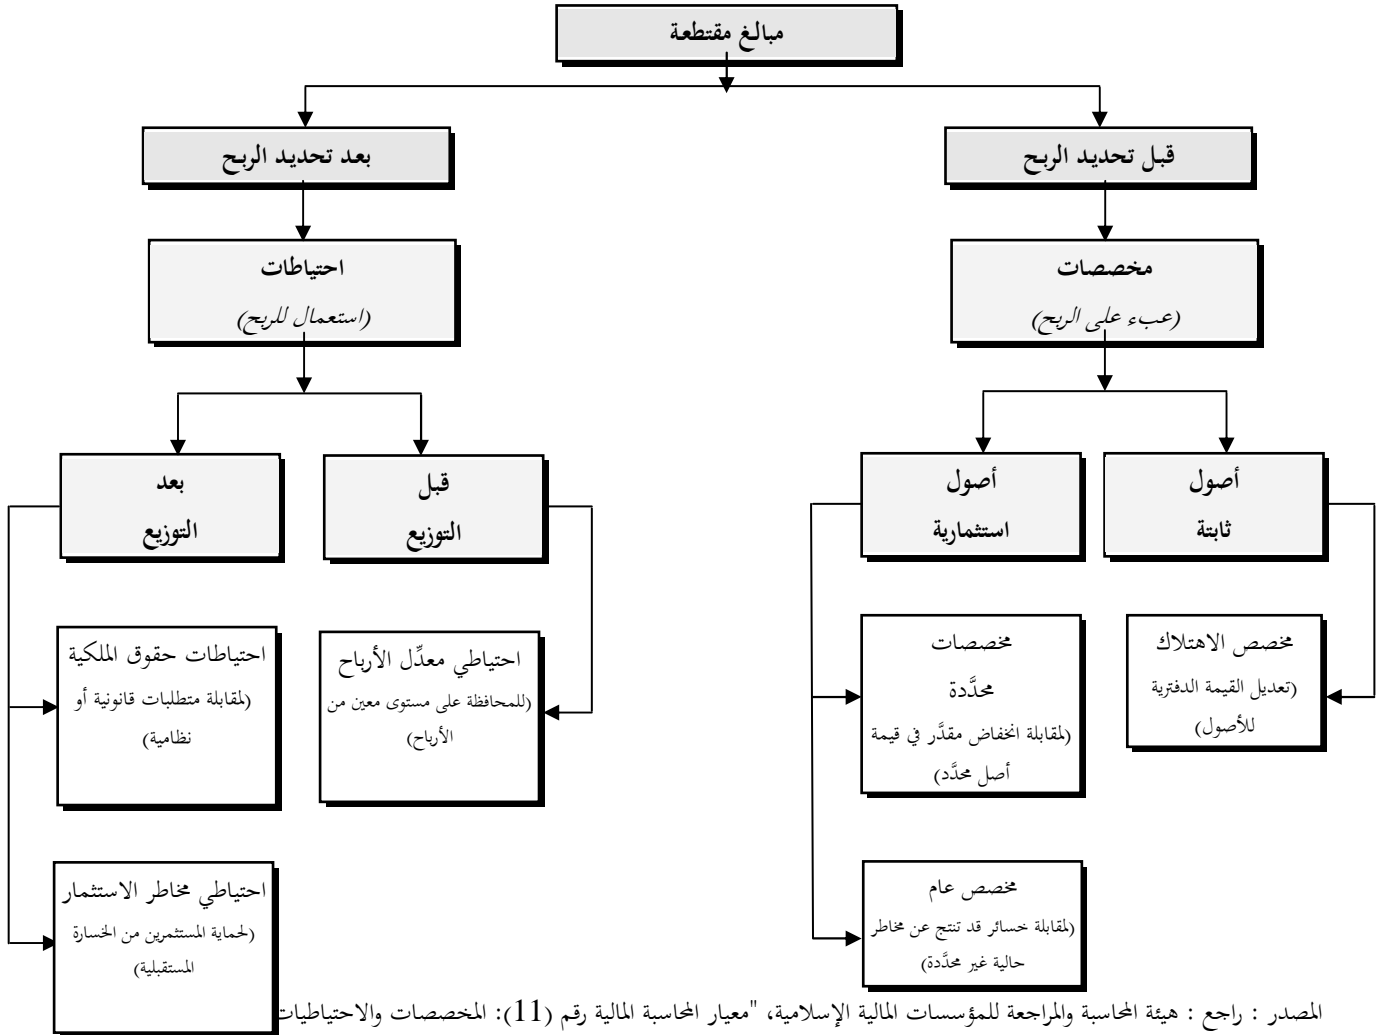 مبالغ مقتطعة
قبل تحديد الربح
بعد تحديد الربح
مخصصات
(عبء على الربح)
احتياطات
(استعمال للربح)
أصول
ثابتة
أصول
استثمارية
قبل
التوزيع
بعد
التوزيع
مخصص الاهتلاك
(تعديل القيمة الدفترية
للأصول)
مخصصات
محدَّدة
(لمقابلة انخفاض مقدَّر في قيمة
أصل محدَّد)
احتياطي معدِّل الأرباح
(للمحافظة على مستوى معين من
الأرباح)
احتياطات حقوق الملكية
(لمقابلة متطلبات قانونية أو
نظامية)
مخصص عام
(لمقابلة خسائر قد تنتج عن مخاطر
حالية غير محدَّدة)
احتياطي مخاطر الاستثمار
(لحماية المستثمرين من الخسارة
المستقبلية)
المصدر : راجع : هيئة المحاسبة والمراجعة للمؤسسات المالية الإسلامية، "معيار المحاسبة المالية رقم (11): المخصصات والاحتياطيات